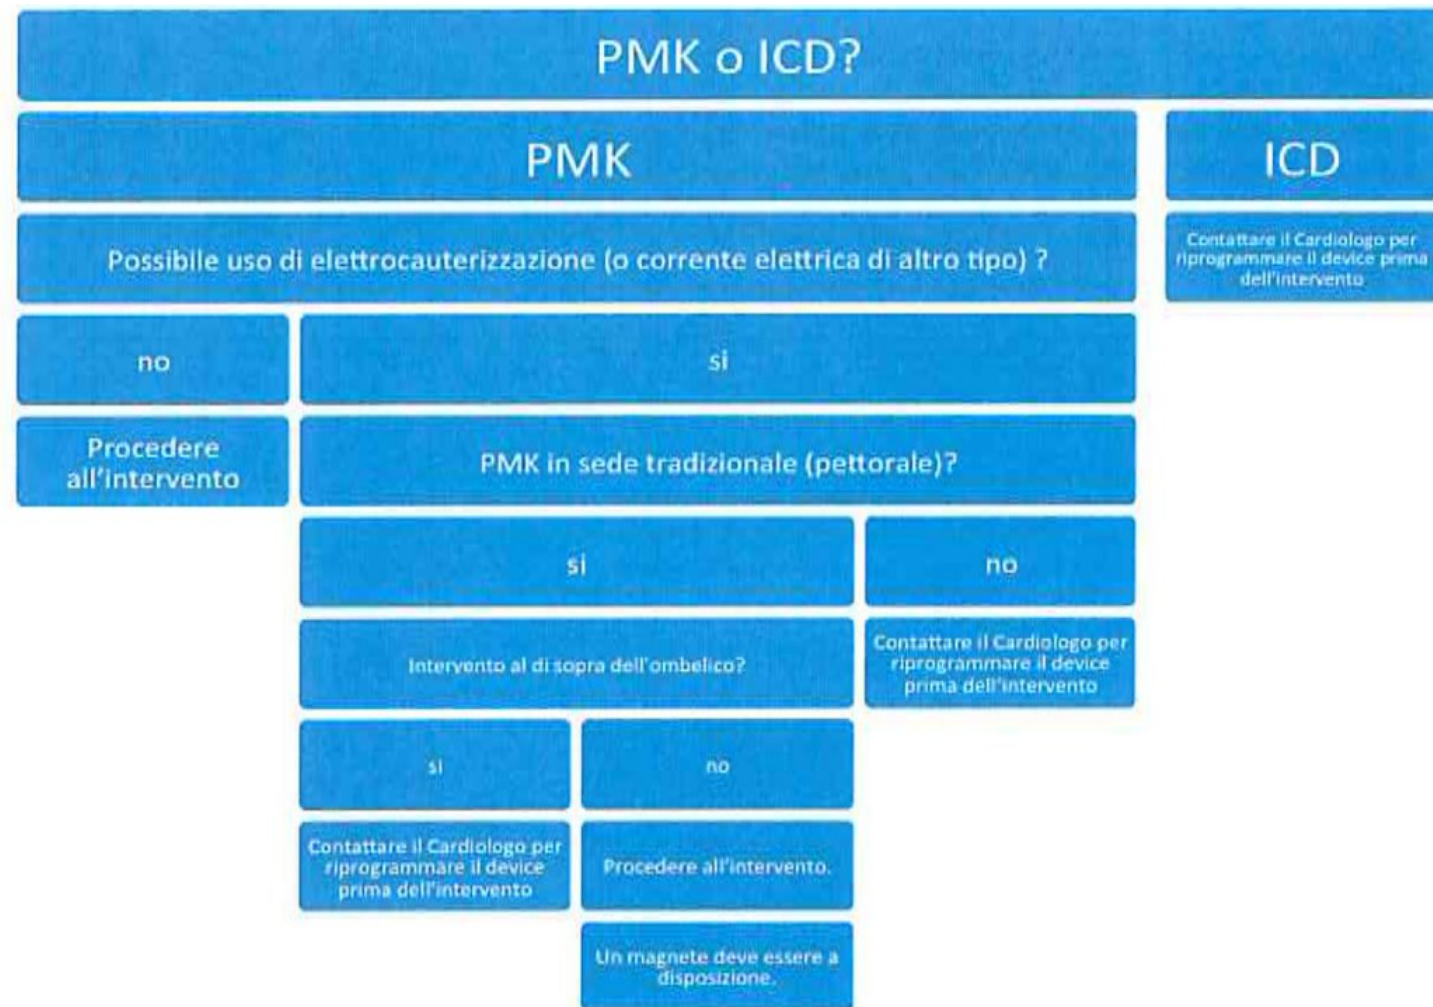 PMK o ICD?
PMK
ICD
Possibile uso di elettrocauterizzazione (o corrente elettrica di altro tipo) ?
Contattare il Cardiologo per
riprogrammare il device prima
dell'intervento
no
si
Procedere
all'intervento
PMK in sede tradizionale (pettorale)?
si
no
Intervento al di sopra dell'ombelico?
Contattare il Cardiologo per
riprogrammare il device
prima dell'intervento
si
no
Contattare il Cardiologo per
riprogrammare il device
prima dell'intervento
Procedere all'intervento.
Un magnete deve essere a
disposizione.